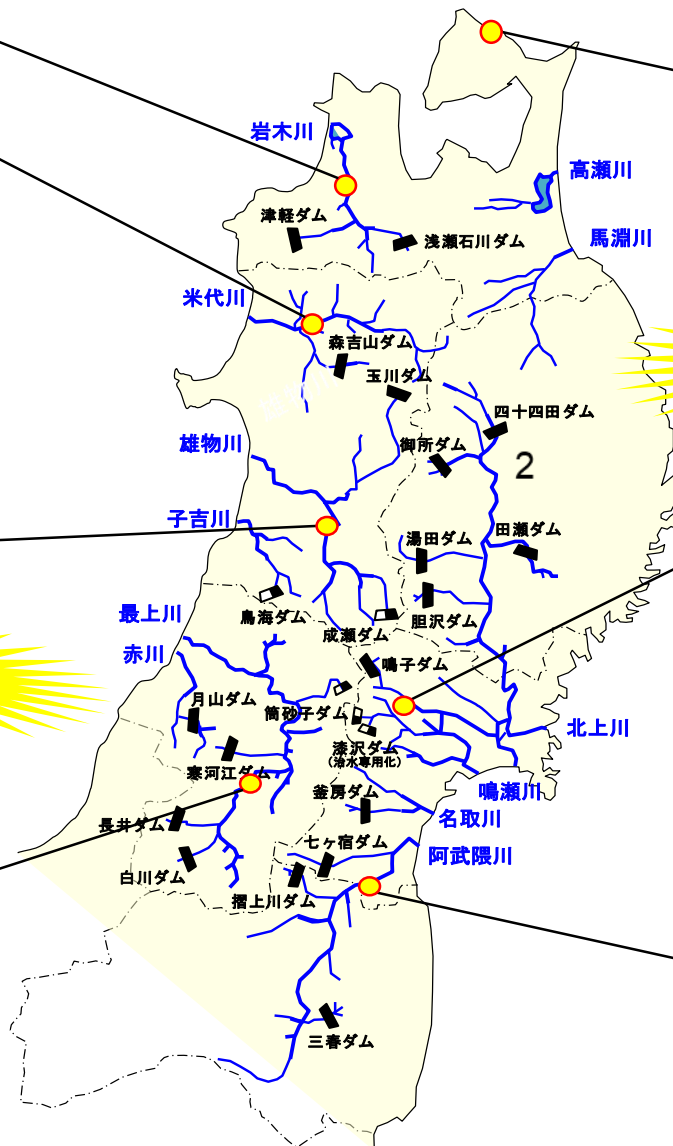 岩木川
高瀬川
津軽ダム
浅瀬石川ダム
馬淵川
米代川
森吉山ダム
玉川ダム
四十四田ダム
雄物川
御所ダム
2
子吉川
湯田ダム
田瀬ダム
最上川
鳥海ダム
成瀬ダム
胆沢ダム
赤川
鳴子ダム
月山ダム
筒砂子ダム
北上川
漆沢ダム
(治水専用化)
寒河江ダム
釜房ダム
鳴瀬川
名取川
長井ダム
七ヶ宿ダム
阿武隈川
白川ダム
摺上川ダム
三春ダム